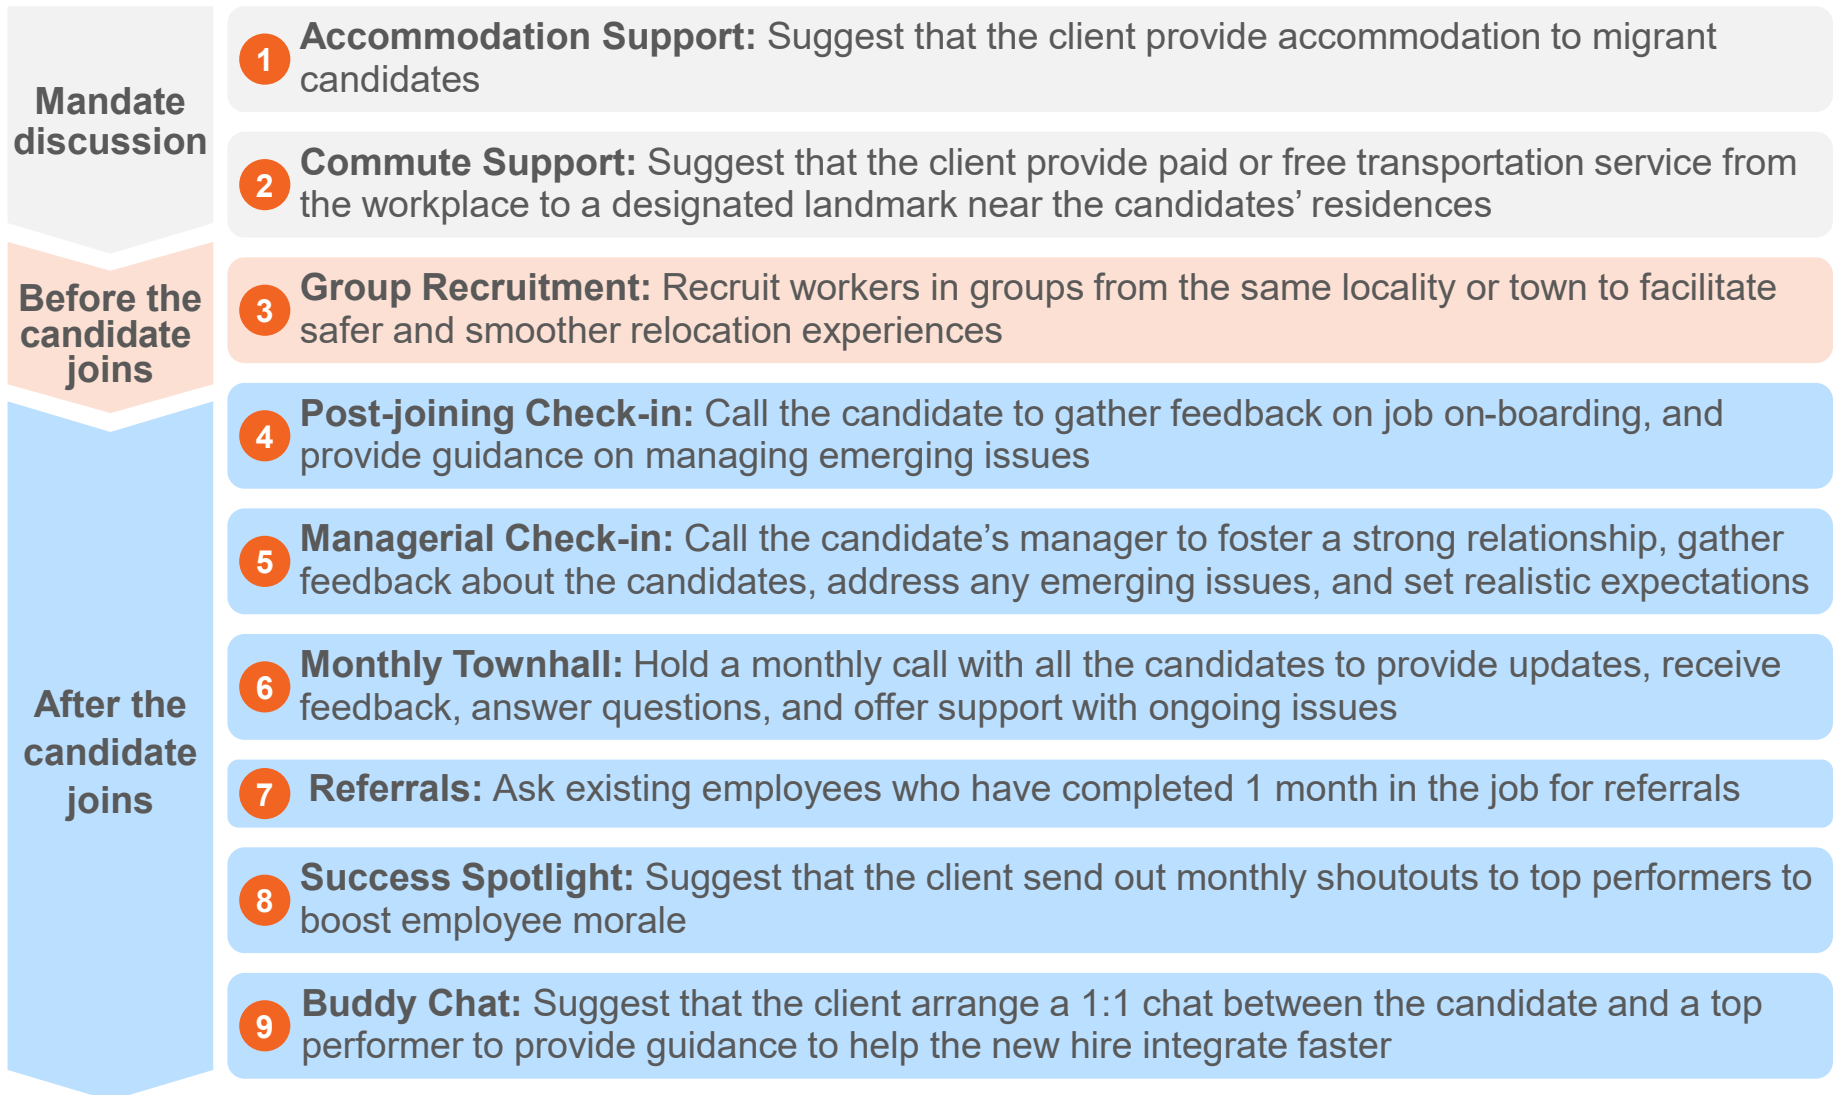 Mandate
discussion
1
Accommodation Support: Suggest that the client provide accommodation to migrant
candidates
2
Commute Support: Suggest that the client provide paid or free transportation service from
the workplace to a designated landmark near the candidates’ residences
Before the
candidate
joins
3
Group Recruitment: Recruit workers in groups from the same locality or town to facilitate
safer and smoother relocation experiences
After the
candidate
joins
4
Post-joining Check-in: Call the candidate to gather feedback on job on-boarding, and
provide guidance on managing emerging issues
5
Managerial Check-in: Call the candidate’s manager to foster a strong relationship, gather
feedback about the candidates, address any emerging issues, and set realistic expectations
6
Monthly Townhall: Hold a monthly call with all the candidates to provide updates, receive
feedback, answer questions, and offer support with ongoing issues
7
Referrals: Ask existing employees who have completed 1 month in the job for referrals
8
Success Spotlight: Suggest that the client send out monthly shoutouts to top performers to
boost employee morale
9
Buddy Chat: Suggest that the client arrange a 1:1 chat between the candidate and a top
performer to provide guidance to help the new hire integrate faster